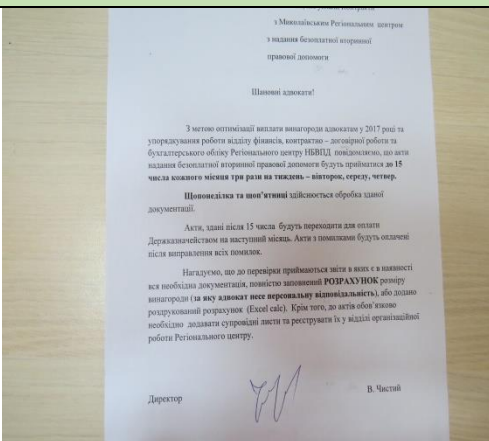 з Миколаївським Регіональним центром
з надання безоплатної вторинної
правової допомоги
Шановні адвокати!
З метою оптимізації виплати винагороди адвокатам у 2017 році та
упорядкування роботи відділу фінансів, контрактно – договірної роботи та
бухгалтерського обліку Регіонального центру НБВПД повідомляємо, що акти
надання безоплатної вторинної правової допомоги будуть прийматися до 15
числа кожного місяця три рази на тиждень – вівторок, середу, четвер.
Щопонеділка та щоп'ятниці здійснюється обробка зданої
документації.
Акти, здані після 15 числа будуть переходити для оплати
Держказначейством на наступний місяць. Акти з помилками будуть оплачені
після виправлення всіх помилок.
Нагадуємо, що до перевірки приймаються звіти в яких є в наявності
вся необхідна документація, повністю заповнений РОЗРАХУНОК розміру
винагороди (за яку адвокат несе персональну відповідальність), або додано
роздрукований розрахунок (Excel calc). Крім того, до актів обов'язково
необхідно додавати супровідні листи та реєструвати їх у відділі організаційної
роботи Регіонального центру.
Директор В. Чистий